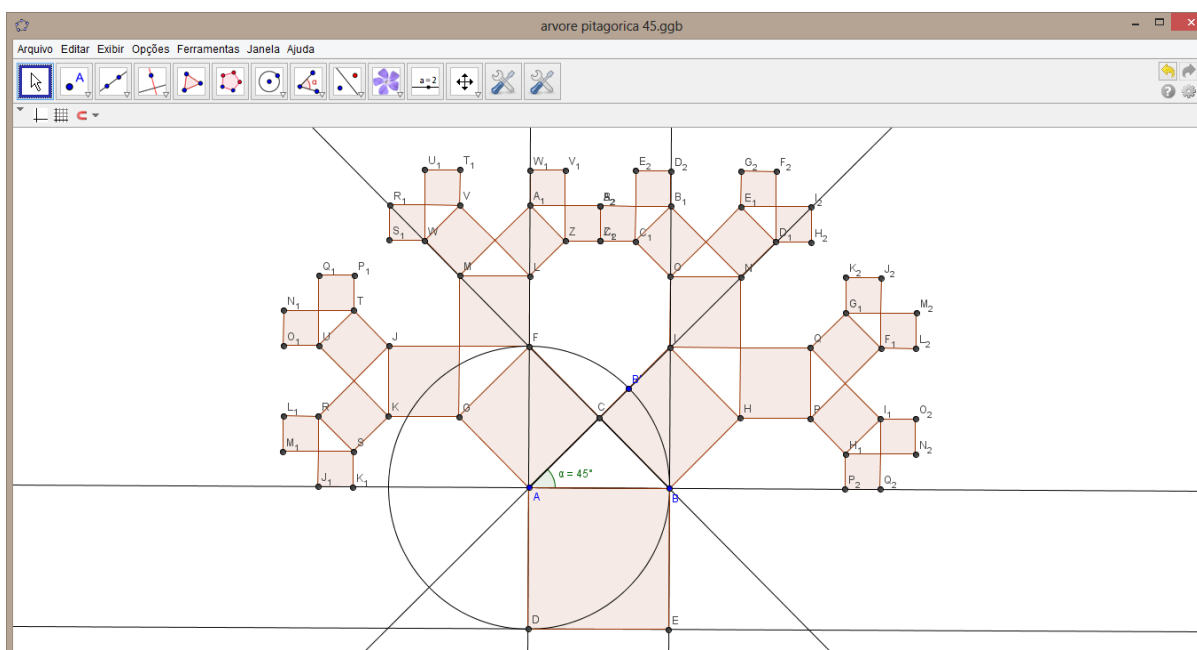 arvore pitagorica 45.ggb
Arquivo Editar Exibir Opções Ferramentas Janela Ajuda
A α a=2
U₁ T₁ W₁ V₁ E₂ D₂ G₂ F₂
R₁ V A₁ B₁ E₁ I₂
S₁ W Z C₁ D₁ H₂
Q₁ P₁ M L O N K₂ J₂
N₁ T G₁ M₂
O₁ U J F I Q F₁ L₂
B'
L₁ R K G C H P I₁ O₂
M₁ S H₁ N₂
α = 45°
J₁ K₁ A B P₂ Q₂
D E